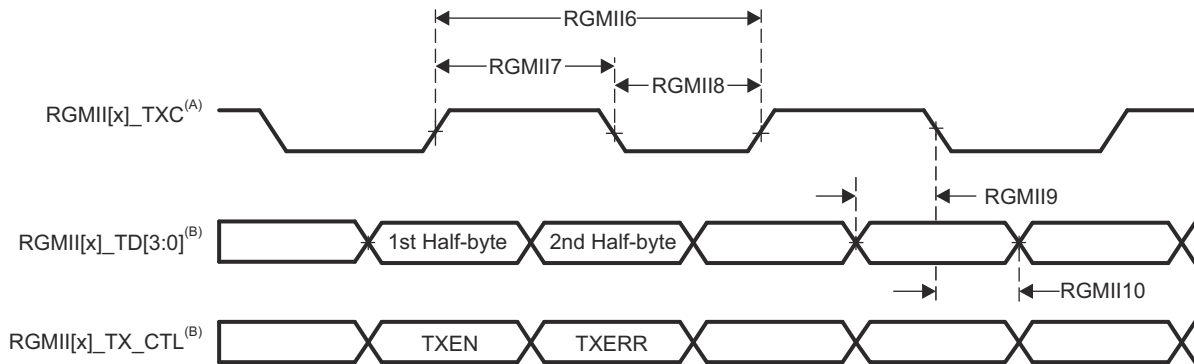 RGMII6
RGMII7
RGMII8
RGMII[x]_TXC(A)
RGMII9
RGMII[x]_TD[3:0](B)
1st Half-byte
2nd Half-byte
RGMII10
RGMII[x]_TX_CTL(B)
TXEN
TXERR